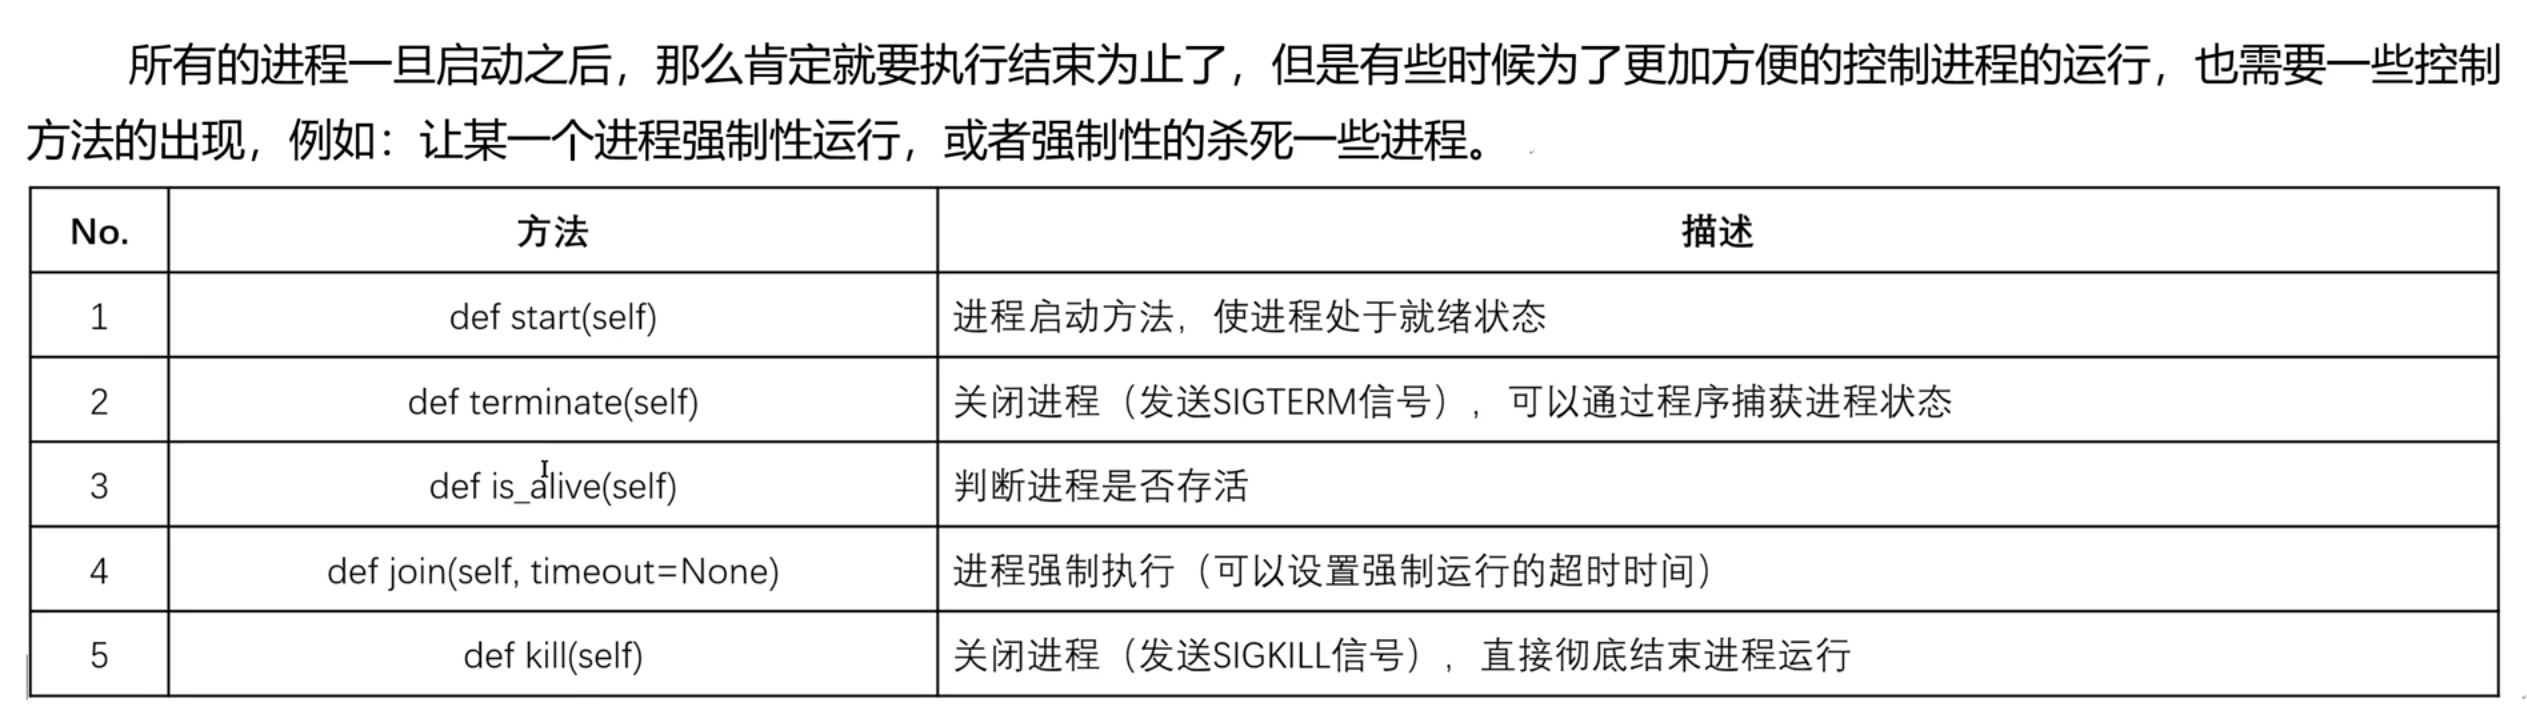 所有的进程一旦启动之后，那么肯定就要执行结束为止了，但是有些时候为了更加方便的控制进程的运行，也需要一些控制
方法的出现，例如：让某一个进程强制性运行，或者强制性的杀死一些进程。
No. 方法 描述
1 def start(self) 进程启动方法，使进程处于就绪状态
2 def terminate(self) 关闭进程（发送SIGTERM信号），可以通过程序捕获进程状态
3 def is_alive(self) 判断进程是否存活
4 def join(self, timeout=None) 进程强制执行（可以设置强制运行的超时时间）
5 def kill(self) 关闭进程（发送SIGKILL信号），直接彻底结束进程运行